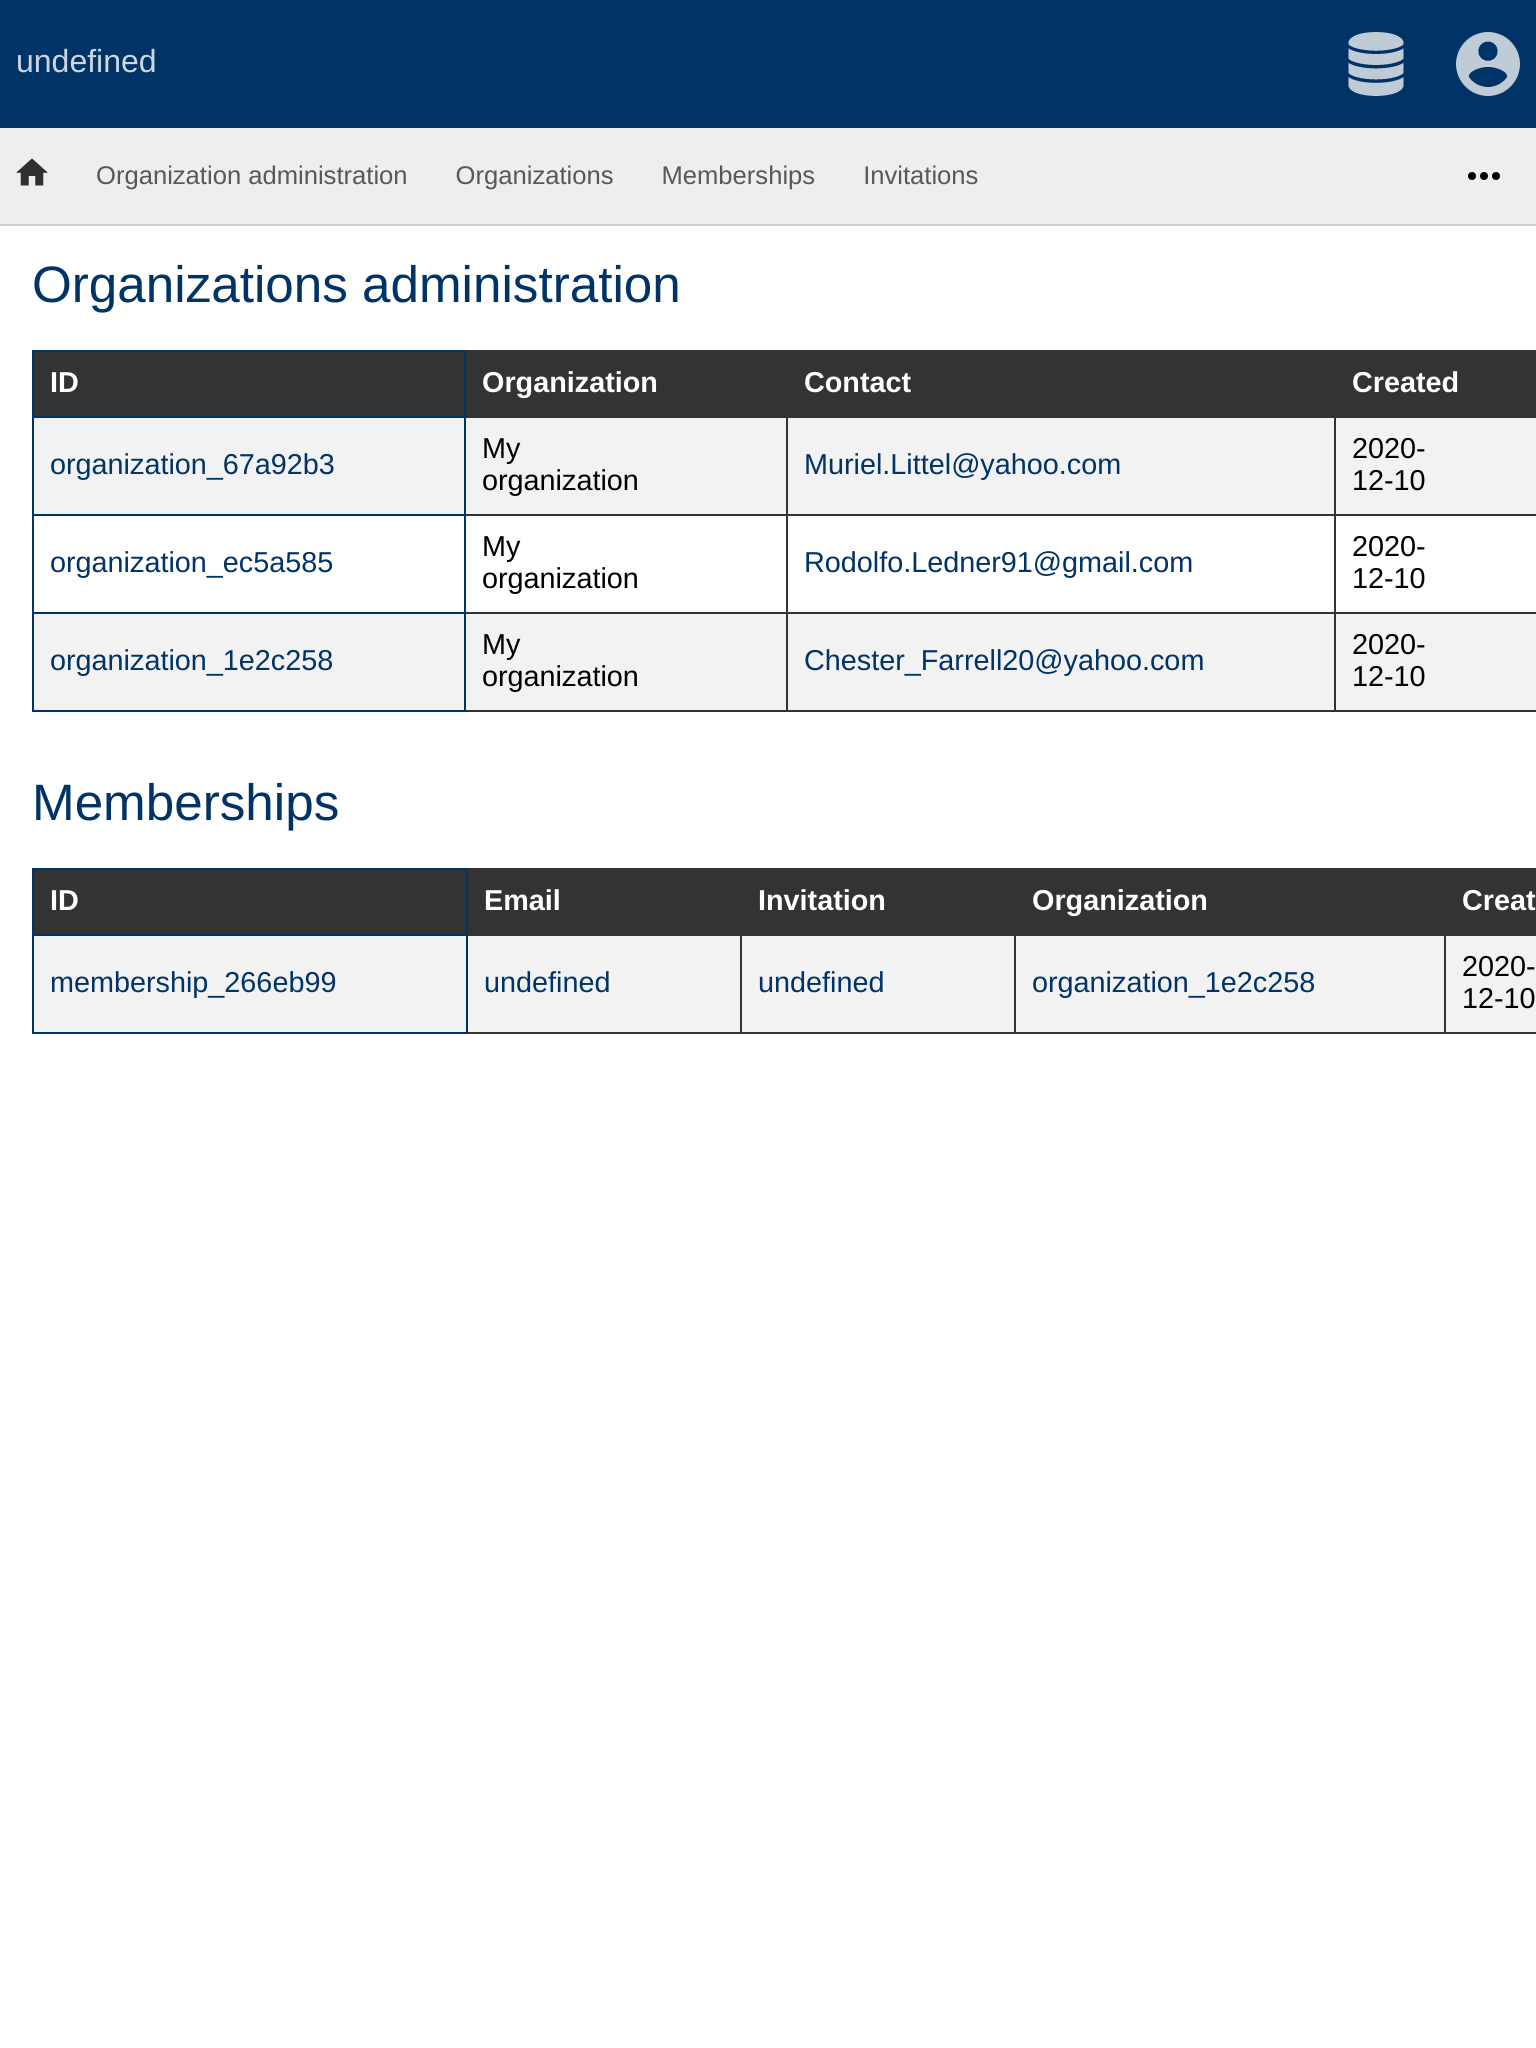 undefined
Organization administration Organizations Memberships Invitations
Organizations administration
ID Organization Contact Created
organization_67a92b3 My organization Muriel.Littel@yahoo.com 2020-12-10
organization_ec5a585 My organization Rodolfo.Ledner91@gmail.com 2020-12-10
organization_1e2c258 My organization Chester_Farrell20@yahoo.com 2020-12-10
Memberships
ID Email Invitation Organization Creat
membership_266eb99 undefined undefined organization_1e2c258 2020-12-10